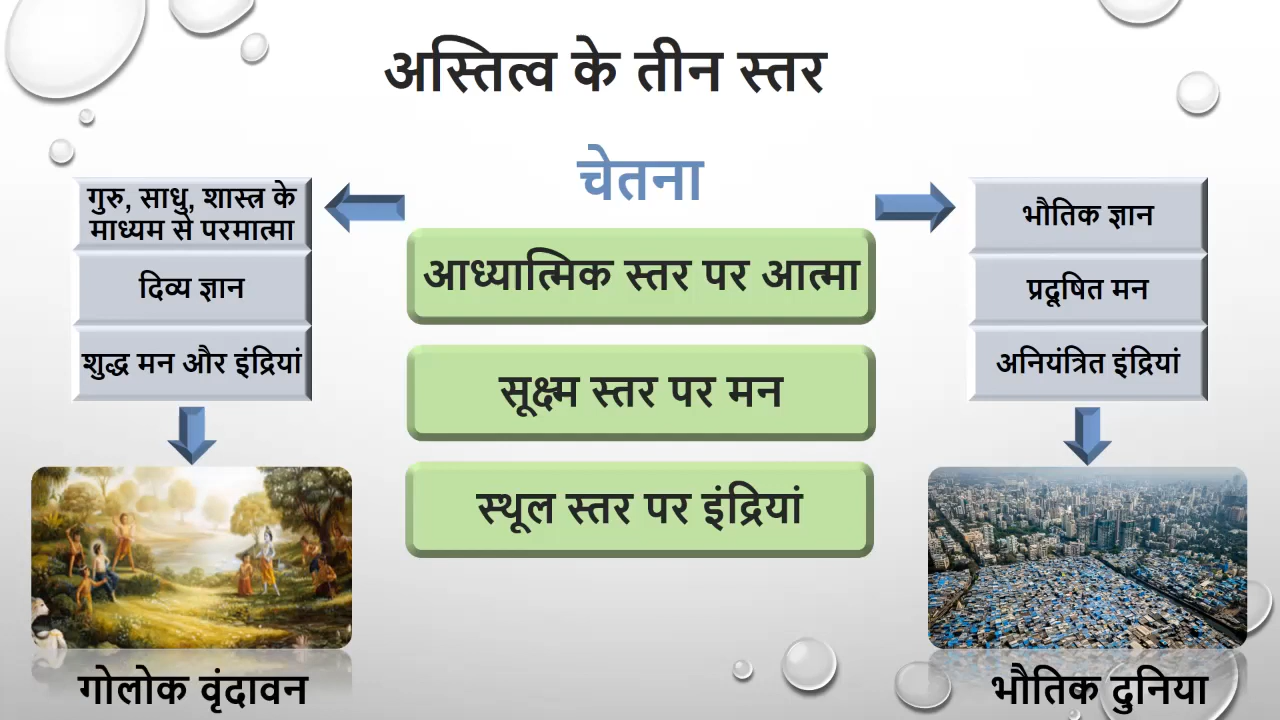 अस्तित्व के तीन स्तर
चेतना
गुरु, साधु, शास्त्र के
माध्यम से परमात्मा
दिव्य ज्ञान
शुद्ध मन और इंद्रियां
गोलोक वृंदावन
आध्यात्मिक स्तर पर आत्मा
सूक्ष्म स्तर पर मन
स्थूल स्तर पर इंद्रियां
भौतिक ज्ञान
प्रदूषित मन
अनियंत्रित इंद्रियां
भौतिक दुनिया